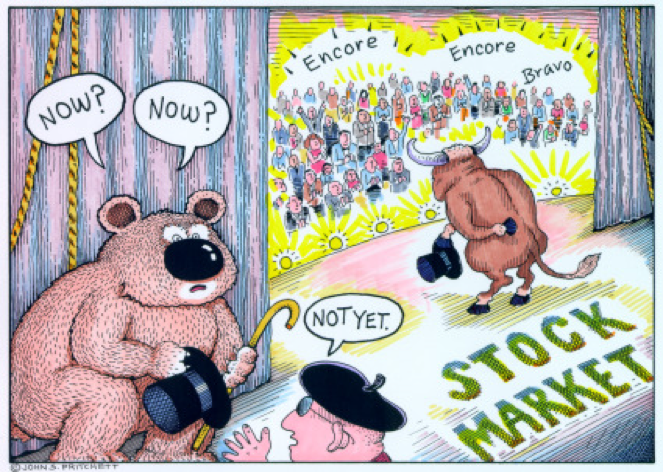 Encore
Encore
Bravo
NOW?
NOW?
NOT YET.
STOCK
MARKET
©JOHN S. PRITCHETT